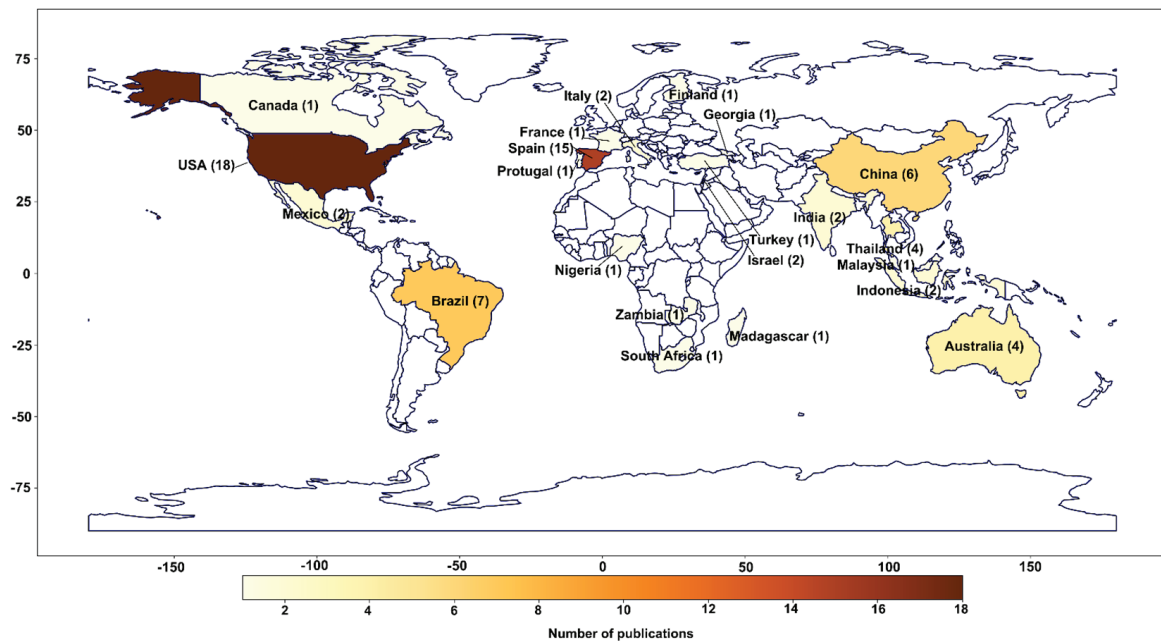 75
50
25
0
-25
-50
-75
Canada (1)
USA (18)
Mexico (2)
Brazil (7)
Italy (2)
Finland (1)
Georgia (1)
France (1)
Spain (15)
Protugal (1)
China (6)
India (2)
Turkey (1)
Israel (2)
Thailand (4)
Malaysia (1)
Indonesia (2)
Nigeria (1)
Zambia (1)
Madagascar (1)
South Africa (1)
Australia (4)
-150 -100 -50 0 50 100 150
2 4 6 8 10 12 14 16 18
Number of publications